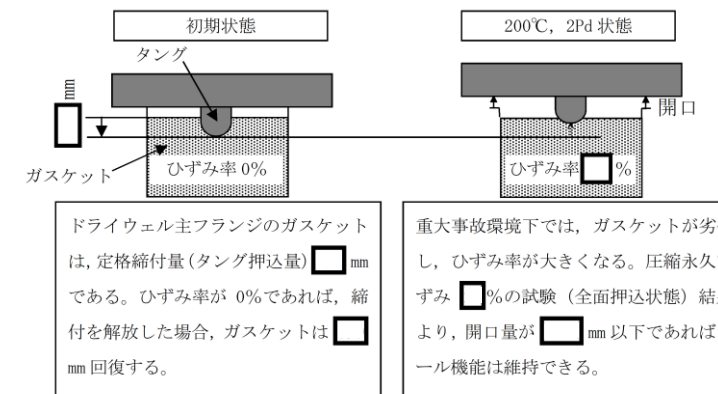 初期状態
200℃, 2Pd 状態
タング
mm
開口
ガスケット
ひずみ率 0%
ひずみ率 %
ドライウェル主フランジのガスケット
は, 定格締付量(タング押込量) mm
である。ひずみ率が 0%であれば, 締
付を解放した場合, ガスケットは
mm 回復する。
重大事故環境下では, ガスケットが劣
し, ひずみ率が大きくなる。圧縮永久
ずみ %の試験（全面押込状態）結
より, 開口量が mm 以下であれば
ール機能は維持できる。